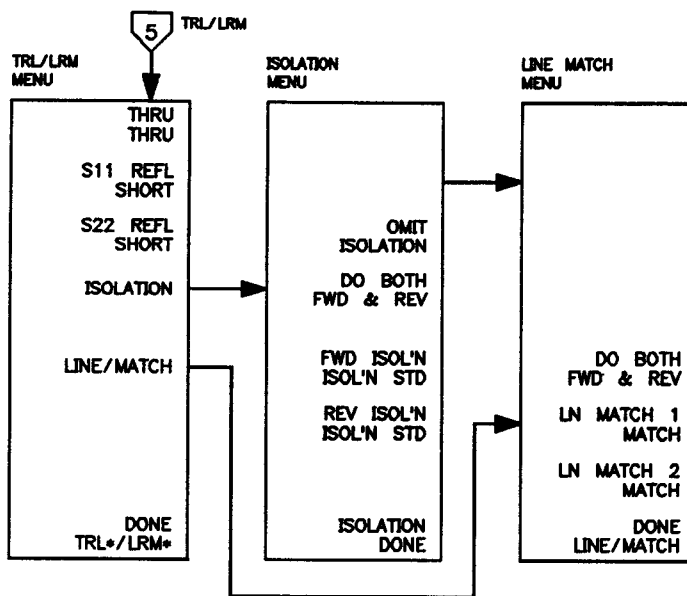 5
TRL/LRM
TRL/LRM
MENU
THRU
THRU
S11 REFL
SHORT
S22 REFL
SHORT
ISOLATION
LINE/MATCH
DONE
TRL*/LRM*
ISOLATION
MENU
OMIT
ISOLATION
DO BOTH
FWD & REV
FWD ISOL'N
ISOL'N STD
REV ISOL'N
ISOL'N STD
ISOLATION
DONE
LINE MATCH
MENU
DO BOTH
FWD & REV
LN MATCH 1
MATCH
LN MATCH 2
MATCH
DONE
LINE/MATCH